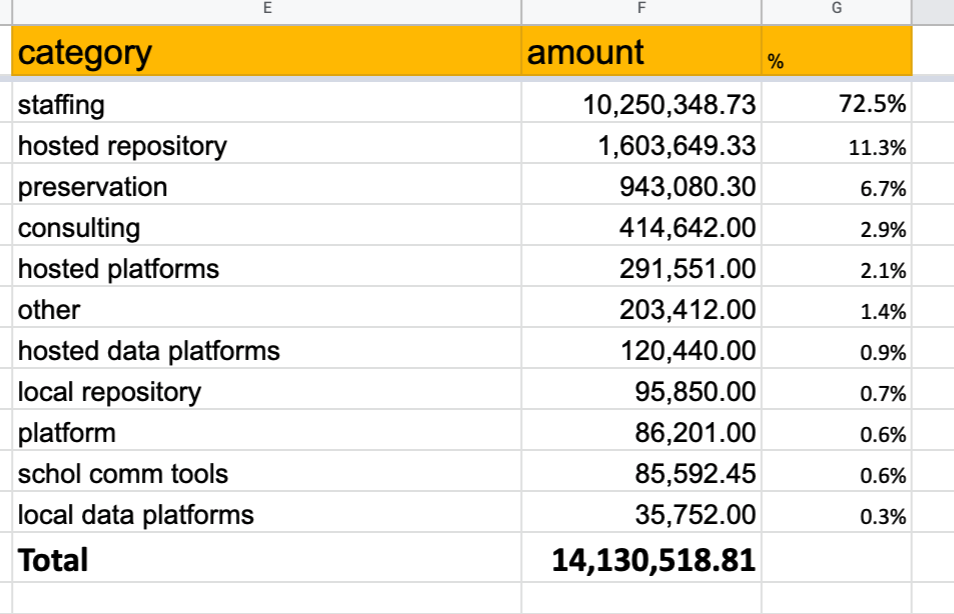 E F G
category amount %
staffing 10,250,348.73 72.5%
hosted repository 1,603,649.33 11.3%
preservation 943,080.30 6.7%
consulting 414,642.00 2.9%
hosted platforms 291,551.00 2.1%
other 203,412.00 1.4%
hosted data platforms 120,440.00 0.9%
local repository 95,850.00 0.7%
platform 86,201.00 0.6%
schol comm tools 85,592.45 0.6%
local data platforms 35,752.00 0.3%
Total 14,130,518.81